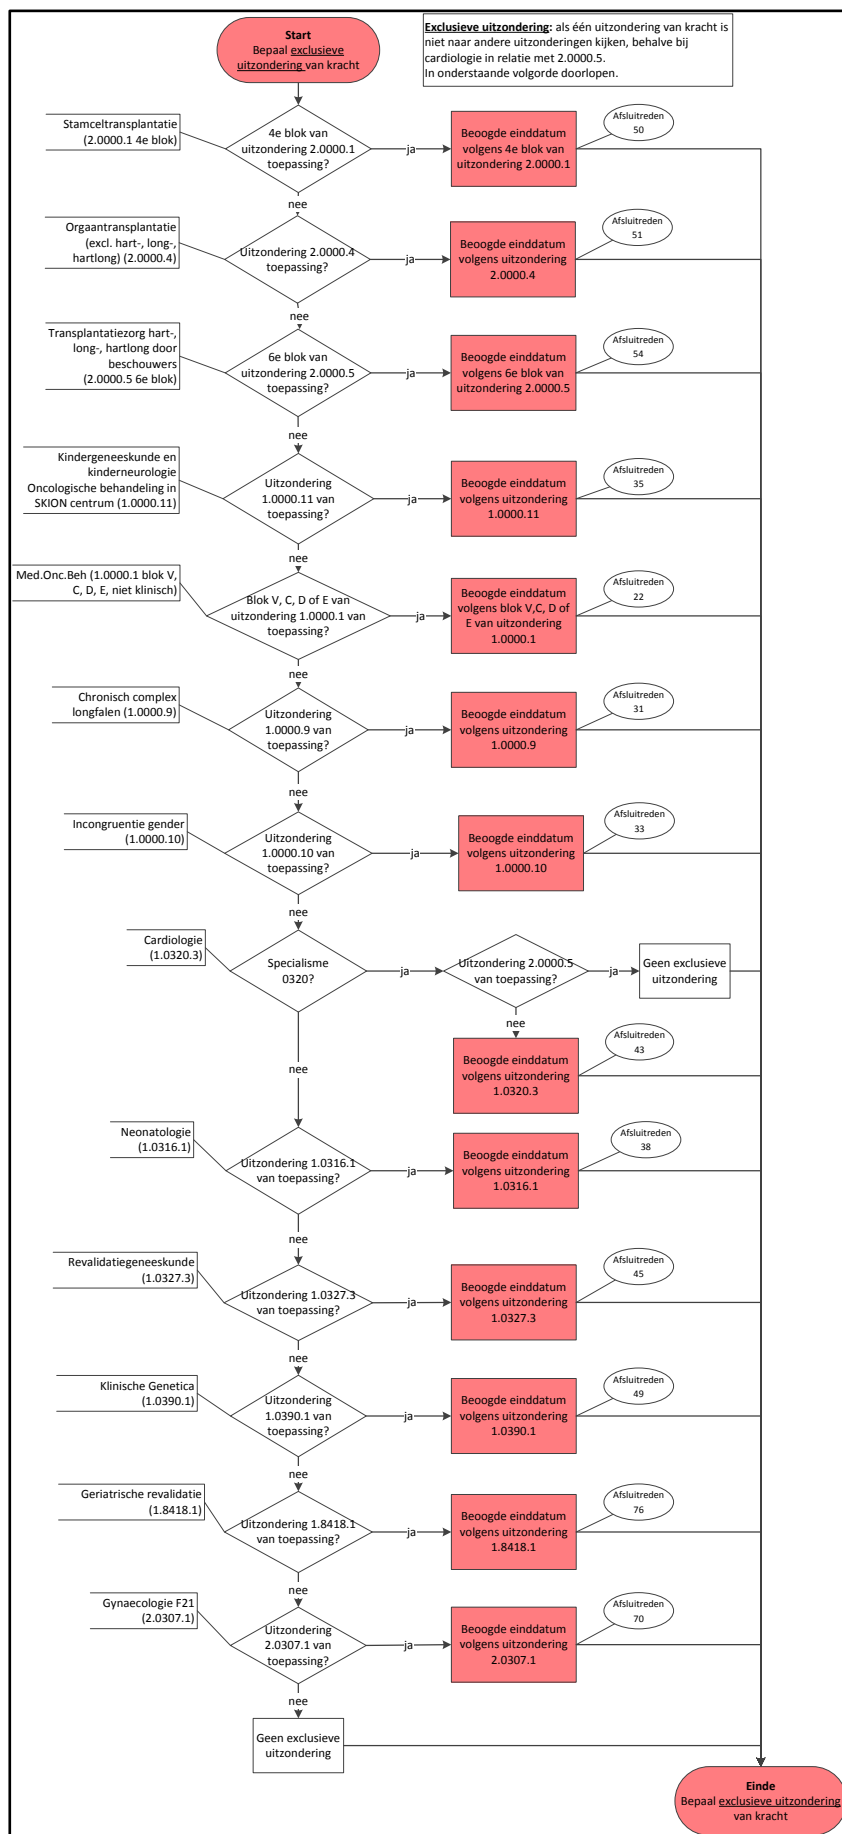 Start
Bepaal exclusieve
uitzondering van kracht
Exclusieve uitzondering: als één uitzondering van kracht is
niet naar andere uitzonderingen kijken, behalve bij
cardiologie in relatie met 2.0000.5.
In onderstaande volgorde doorlopen.
Stamceltransplantatie
(2.0000.1 4e blok)
4e blok van
uitzondering 2.0000.1
toepassing?
ja
Beoogde einddatum
volgens 4e blok van
uitzondering 2.0000.1
Afsluitreden
50
nee
Orgaantransplantatie
(excl. hart-, long-,
hartlong) (2.0000.4)
Uitzondering 2.0000.4
toepassing?
ja
Beoogde einddatum
volgens uitzondering
2.0000.4
Afsluitreden
51
nee
Transplantatiezorg hart-,
long-, hartlong door
beschouwers
(2.0000.5 6e blok)
6e blok van
uitzondering 2.0000.5
toepassing?
ja
Beoogde einddatum
volgens 6e blok van
uitzondering 2.0000.5
Afsluitreden
54
nee
Kindergeneeskunde en
kinderneurologie
Oncologische behandeling in
SKION centrum (1.0000.11)
Uitzondering
1.0000.11 van
toepassing?
ja
Beoogde einddatum
volgens uitzondering
1.0000.11
Afsluitreden
35
nee
Med.Onc.Beh (1.0000.1 blok V,
C, D, E, niet klinisch)
Blok V, C, D of E van
uitzondering 1.0000.1 van
toepassing?
ja
Beoogde einddatum
volgens blok V,C, D of
E van uitzondering
1.0000.1
Afsluitreden
22
nee
Chronisch complex
longfalen (1.0000.9)
Uitzondering
1.0000.9 van
toepassing?
ja
Beoogde einddatum
volgens uitzondering
1.0000.9
Afsluitreden
31
nee
Incongruentie gender
(1.0000.10)
Uitzondering
1.0000.10 van
toepassing?
ja
Beoogde einddatum
volgens uitzondering
1.0000.10
Afsluitreden
33
nee
Cardiologie
(1.0320.3)
Specialisme
0320?
ja
Uitzondering 2.0000.5
van toepassing?
ja
Geen exclusieve
uitzondering
nee
Beoogde einddatum
volgens uitzondering
1.0320.3
Afsluitreden
43
nee
Neonatologie
(1.0316.1)
Uitzondering 1.0316.1
van toepassing?
ja
Beoogde einddatum
volgens uitzondering
1.0316.1
Afsluitreden
38
nee
Revalidatiegeneeskunde
(1.0327.3)
Uitzondering 1.0327.3
van toepassing?
ja
Beoogde einddatum
volgens uitzondering
1.0327.3
Afsluitreden
45
nee
Klinische Genetica
(1.0390.1)
Uitzondering
1.0390.1 van
toepassing?
ja
Beoogde einddatum
volgens uitzondering
1.0390.1
Afsluitreden
49
nee
Geriatrische revalidatie
(1.8418.1)
Uitzondering 1.8418.1
van toepassing?
ja
Beoogde einddatum
volgens uitzondering
1.8418.1
Afsluitreden
76
nee
Gynaecologie F21
(2.0307.1)
Uitzondering
2.0307.1 van
toepassing?
ja
Beoogde einddatum
volgens uitzondering
2.0307.1
Afsluitreden
70
nee
Geen exclusieve
uitzondering
Einde
Bepaal exclusieve uitzondering
van kracht